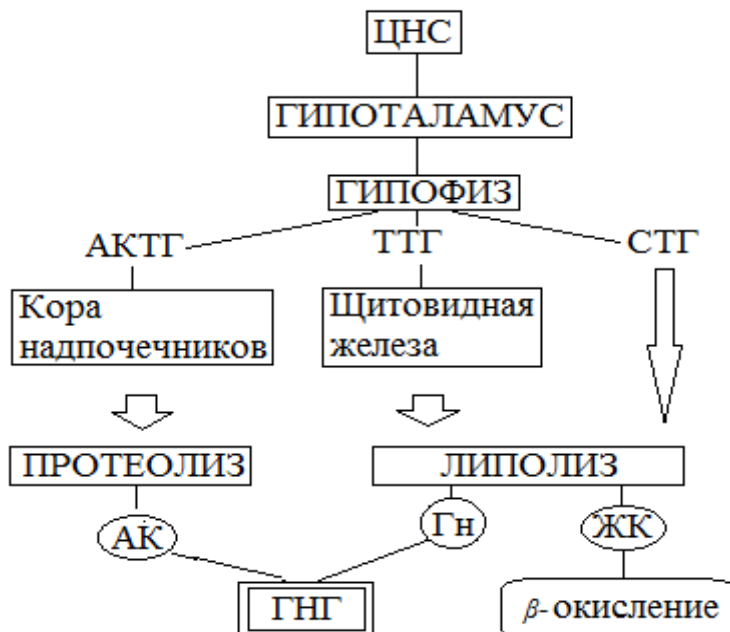 ЦНС
ГИПОТАЛАМУС
ГИПОФИЗ
АКТГ
ТТГ
СТГ
Кора
надпочечников
Щитовидная
железа
ПРОТЕОЛИЗ
ЛИПОЛИЗ
АК
Гн
ЖК
ГНГ
β- окисление